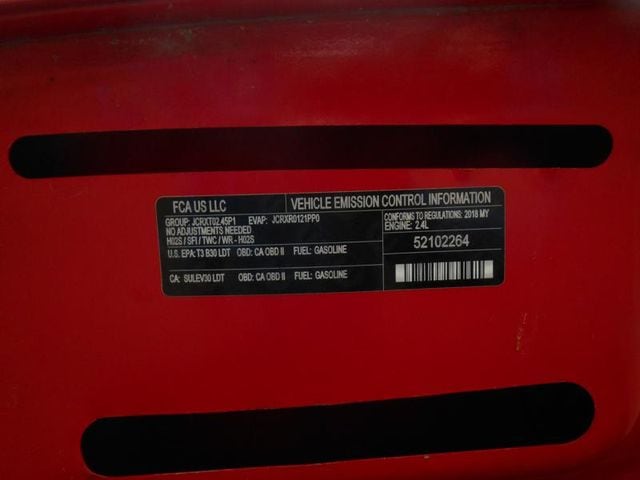 FCA US LLC
VEHICLE EMISSION CONTROL INFORMATION
GROUP: JCRXT02.45P1 EVAP: JCRXR0121PP0
NO ADJUSTMENTS NEEDED
H02S / SFI / TWC / WR - H02S
CONFORMS TO REGULATIONS: 2018 MY
ENGINE: 2.4L
U.S. EPA: T3 B30 LDT OBD: CA OBD II FUEL: GASOLINE
52102264
CA: SULEV30 LDT OBD: CA OBD II FUEL: GASOLINE